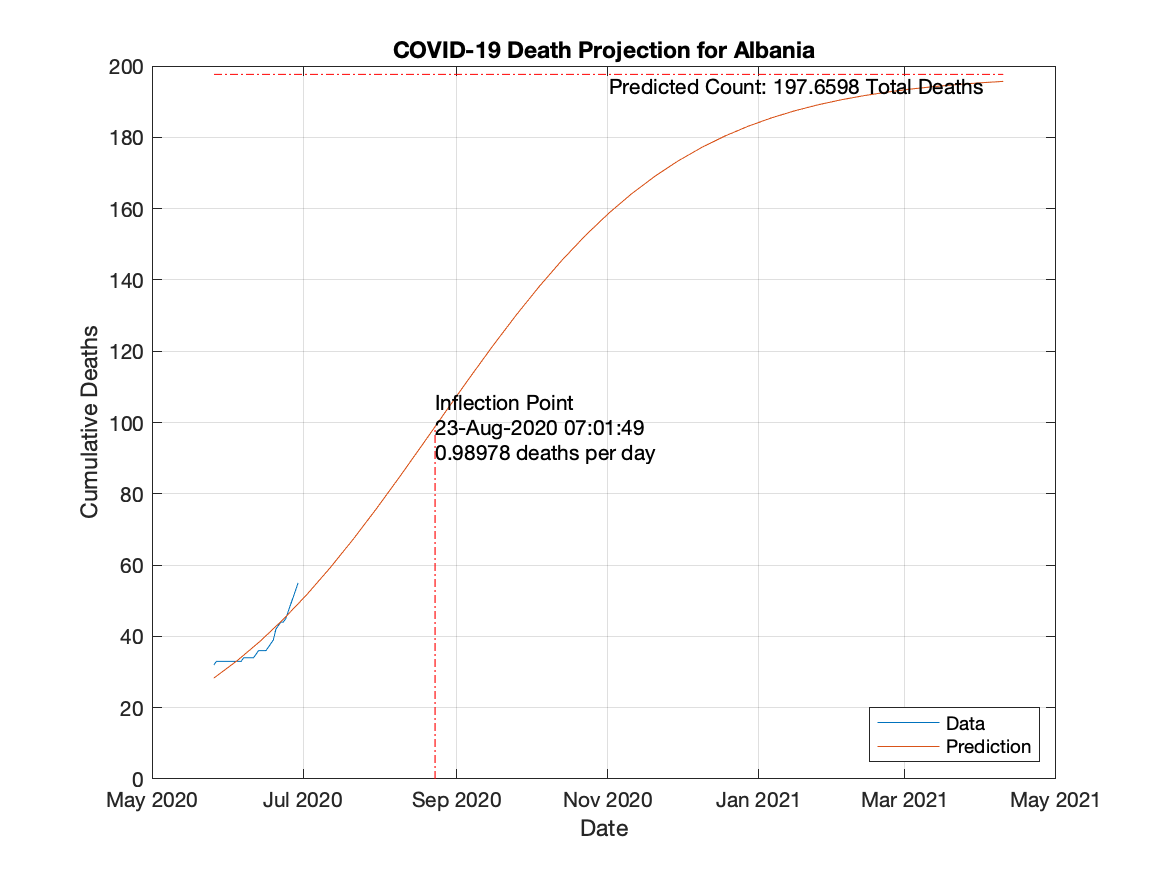 COVID-19 Death Projection for Albania
200
Predicted Count: 197.6598 Total Deaths
180
160
140
120
Inflection Point
100
23-Aug-2020 07:01:49
0.98978 deaths per day
80
60
40
20
0
Cumulative Deaths
Data
Prediction
May 2020 Jul 2020 Sep 2020 Nov 2020 Jan 2021 Mar 2021 May 2021
Date